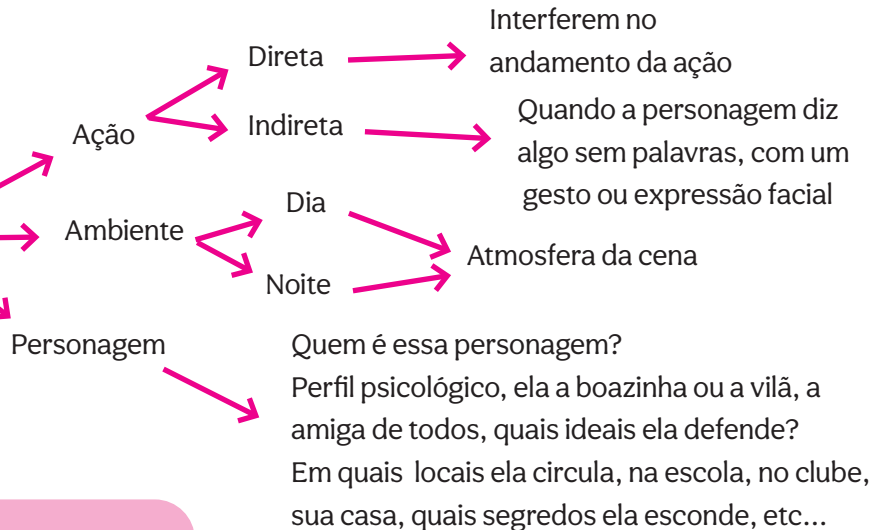 Direta
Interferem no
andamento da ação
Ação
Indireta
Quando a personagem diz
algo sem palavras, com um
gesto ou expressão facial
Ambiente
Dia
Noite
Atmosfera da cena
Personagem
Quem é essa personagem?
Perfil psicológico, ela a boazinha ou a vilã, a
amiga de todos, quais ideais ela defende?
Em quais locais ela circula, na escola, no clube,
sua casa, quais segredos ela esconde, etc...